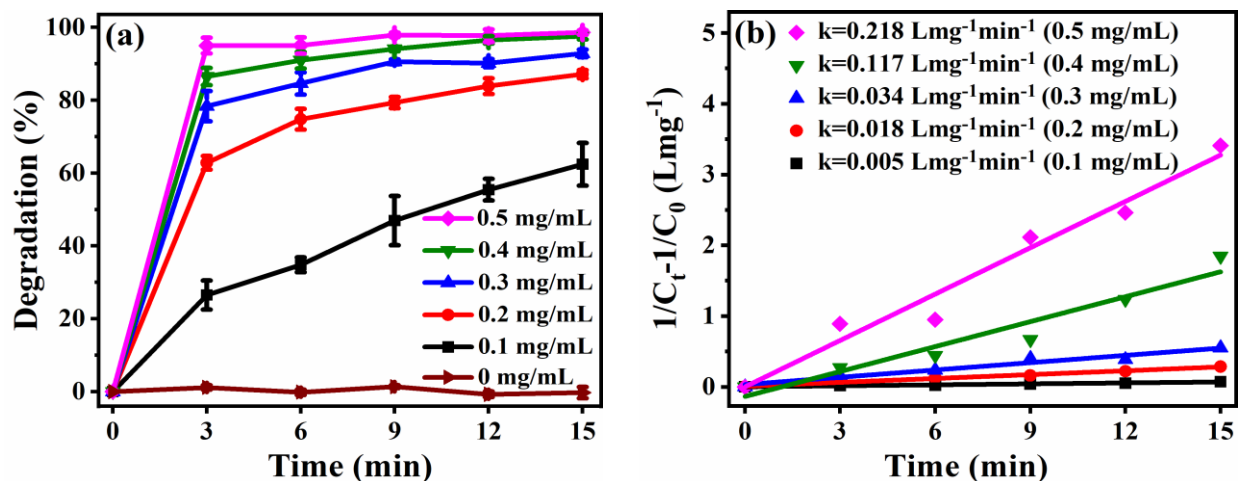 (a)
Degradation (%)
100
80
60
40
20
0
0 3 6 9 12 15
Time (min)
0.5 mg/mL
0.4 mg/mL
0.3 mg/mL
0.2 mg/mL
0.1 mg/mL
0 mg/mL
(b)
1/Cₜ-1/C₀ (Lmg⁻¹)
5
4
3
2
1
0
0 3 6 9 12 15
Time (min)
k=0.218 Lmg⁻¹min⁻¹ (0.5 mg/mL)
k=0.117 Lmg⁻¹min⁻¹ (0.4 mg/mL)
k=0.034 Lmg⁻¹min⁻¹ (0.3 mg/mL)
k=0.018 Lmg⁻¹min⁻¹ (0.2 mg/mL)
k=0.005 Lmg⁻¹min⁻¹ (0.1 mg/mL)